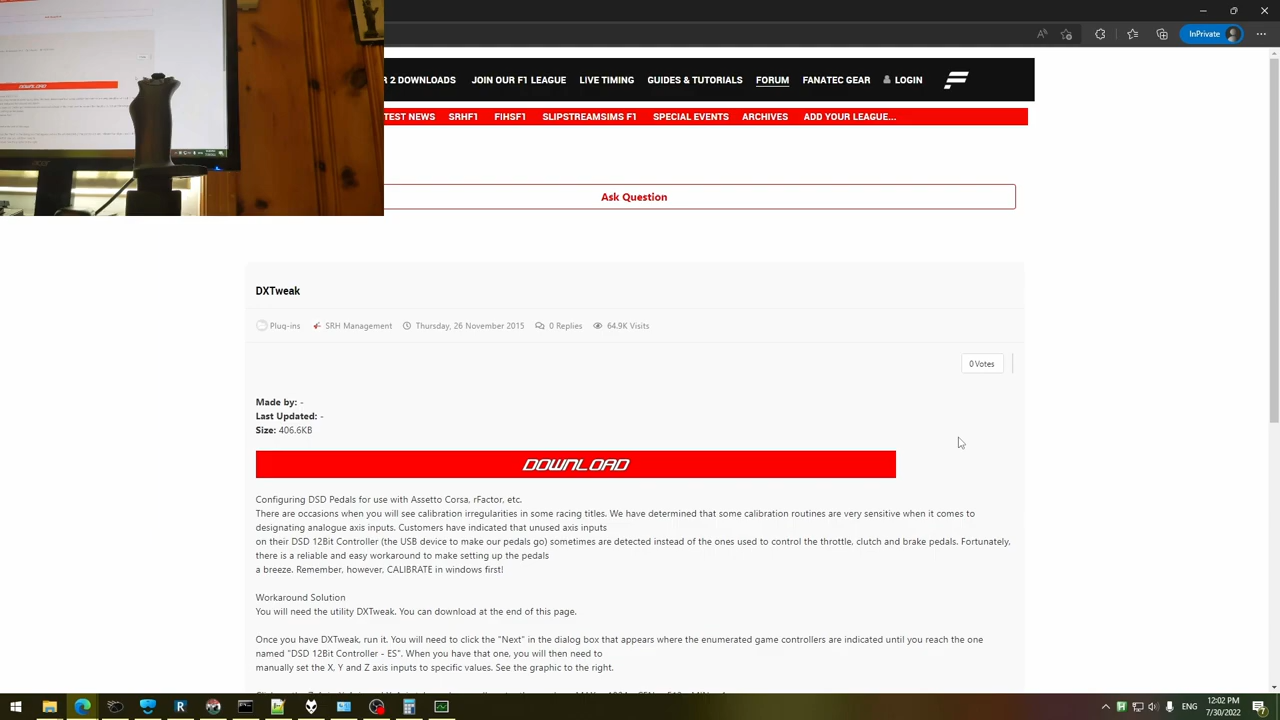 InPrivate
R 2 DOWNLOADS JOIN OUR F1 LEAGUE LIVE TIMING GUIDES & TUTORIALS FORUM FANATEC GEAR LOGIN
TEST NEWS SRHF1 FIHSF1 SLIPSTREAMSIMS F1 SPECIAL EVENTS ARCHIVES ADD YOUR LEAGUE...
DOWNLOAD
acer
Ask Question
DXTweak
Plug-ins SRH Management Thursday, 26 November 2015 0 Replies 64.9K Visits
0 Votes
Made by: -
Last Updated: -
Size: 406.6KB
DOWNLOAD
Configuring DSD Pedals for use with Assetto Corsa, rFactor, etc.
There are occasions when you will see calibration irregularities in some racing titles. We have determined that some calibration routines are very sensitive when it comes to
designating analogue axis inputs. Customers have indicated that unused axis inputs
on their DSD 12Bit Controller (the USB device to make our pedals go) sometimes are detected instead of the ones used to control the throttle, clutch and brake pedals. Fortunately,
there is a reliable and easy workaround to make setting up the pedals
a breeze. Remember, however, CALIBRATE in windows first!
Workaround Solution
You will need the utility DXTweak. You can download at the end of this page.
Once you have DXTweak, run it. You will need to click the "Next" in the dialog box that appears where the enumerated game controllers are indicated until you reach the one
named "DSD 12Bit Controller - ES". When you have that one, you will then need to
manually set the X, Y and Z axis inputs to specific values. See the graphic to the right.
ENG
12:02 PM
7/30/2022